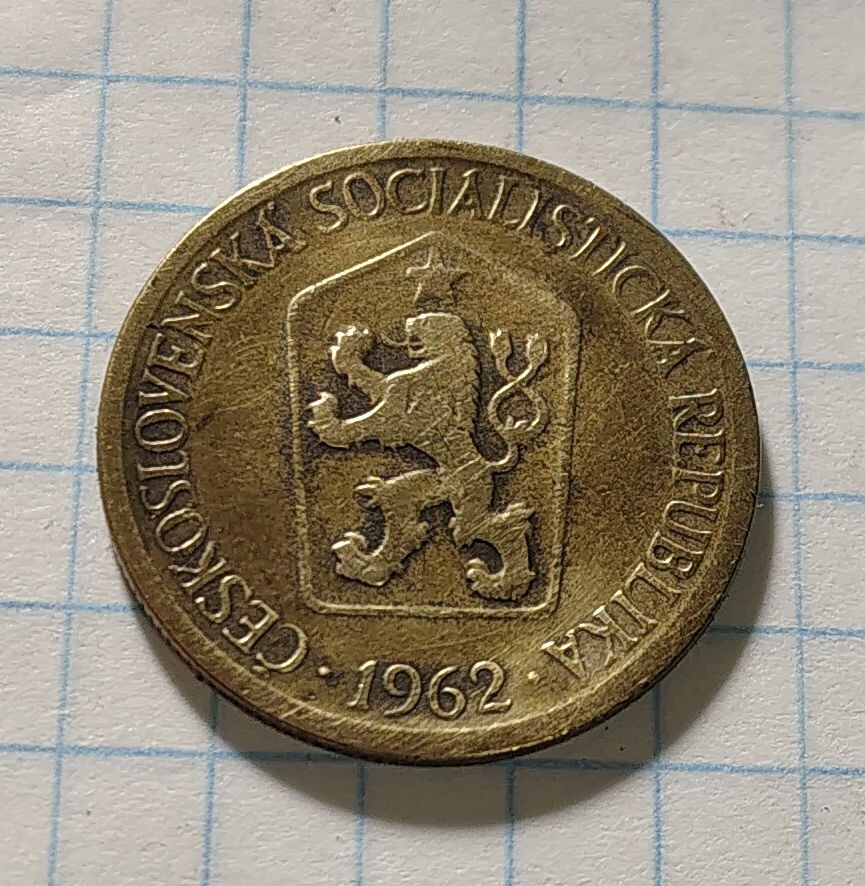 ČESKOSLOVENSKÁ SOCIALISTICKÁ REPUBLIKA
· 1962 ·